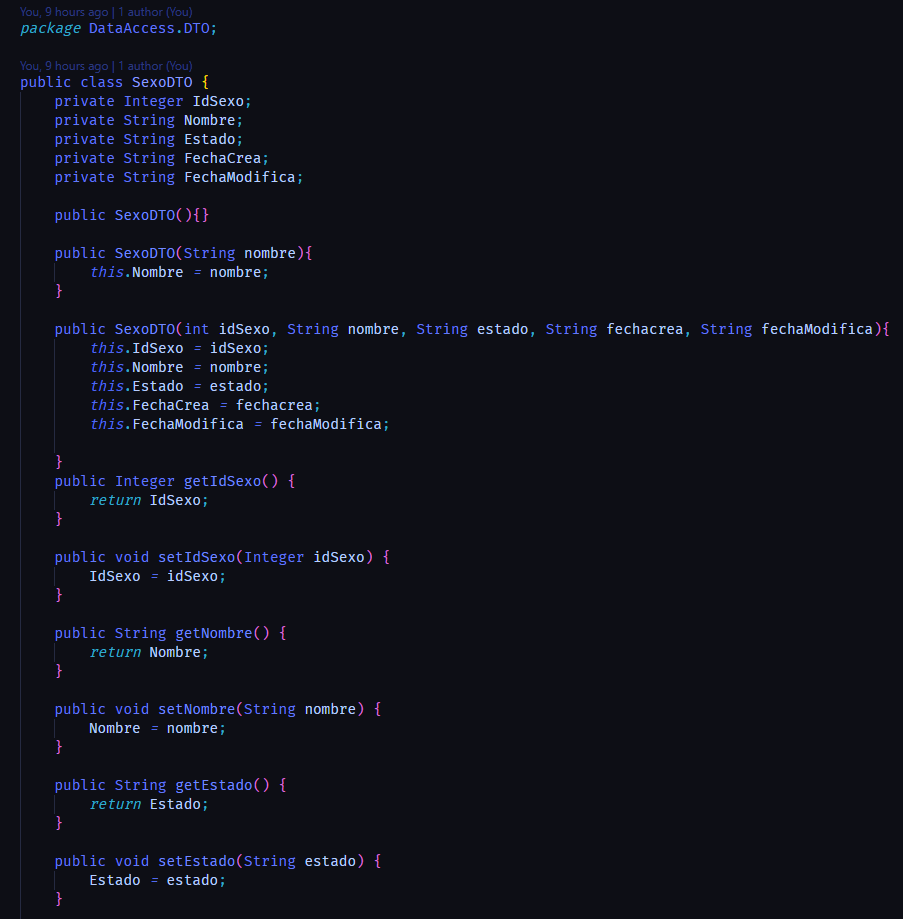 You, 9 hours ago | 1 author (You)
package DataAccess.DTO;
You, 9 hours ago | 1 author (You)
public class SexoDTO {
    private Integer IdSexo;
    private String Nombre;
    private String Estado;
    private String FechaCrea;
    private String FechaModifica;

    public SexoDTO(){}

    public SexoDTO(String nombre){
        this.Nombre = nombre;
    }

    public SexoDTO(int idSexo, String nombre, String estado, String fechacrea, String fechaModifica){
        this.IdSexo = idSexo;
        this.Nombre = nombre;
        this.Estado = estado;
        this.FechaCrea = fechacrea;
        this.FechaModifica = fechaModifica;

    }
    public Integer getIdSexo() {
        return IdSexo;
    }

    public void setIdSexo(Integer idSexo) {
        IdSexo = idSexo;
    }

    public String getNombre() {
        return Nombre;
    }

    public void setNombre(String nombre) {
        Nombre = nombre;
    }

    public String getEstado() {
        return Estado;
    }

    public void setEstado(String estado) {
        Estado = estado;
    }